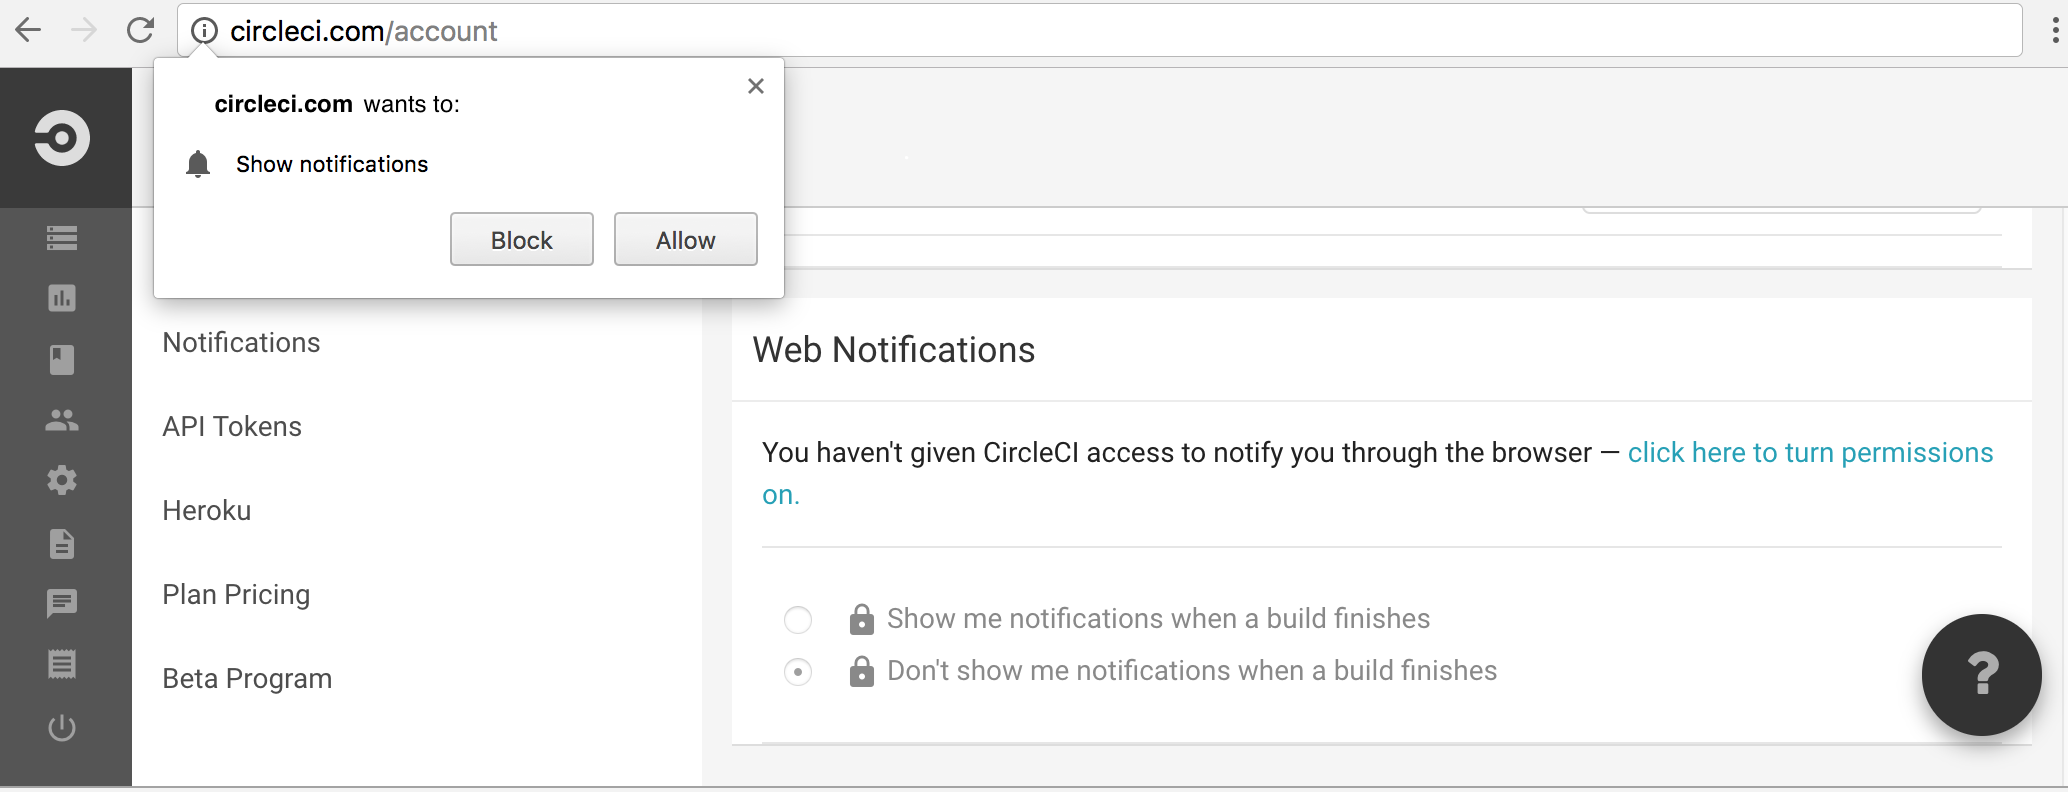 circleci.com/account
circleci.com wants to:
Show notifications
Block
Allow
Notifications
API Tokens
Heroku
Plan Pricing
Beta Program
Web Notifications
You haven't given CircleCI access to notify you through the browser — click here to turn permissions
on.
Show me notifications when a build finishes
Don't show me notifications when a build finishes
?